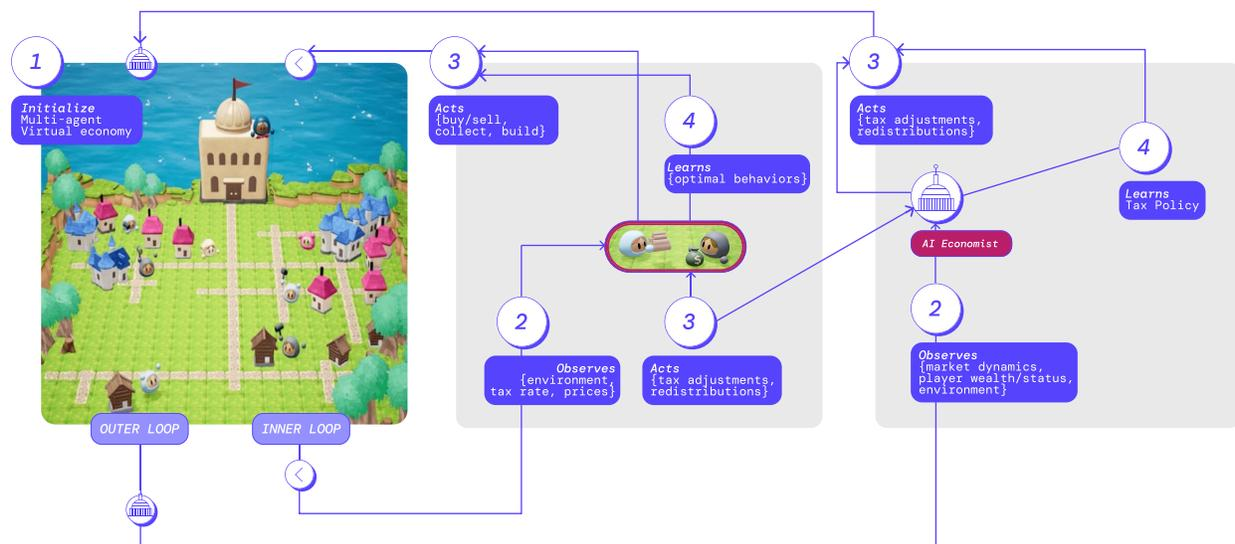 1
Initialize
Multi-agent
Virtual economy
OUTER LOOP
INNER LOOP
3
Acts
{buy/sell,
collect, build}
4
Learns
{optimal behaviors}
2
Observes
{environment,
tax rate, prices}
3
Acts
{tax adjustments,
redistributions}
$
3
Acts
{tax adjustments,
redistributions}
4
Learns
Tax Policy
AI Economist
2
Observes
{market dynamics,
player wealth/status,
environment}